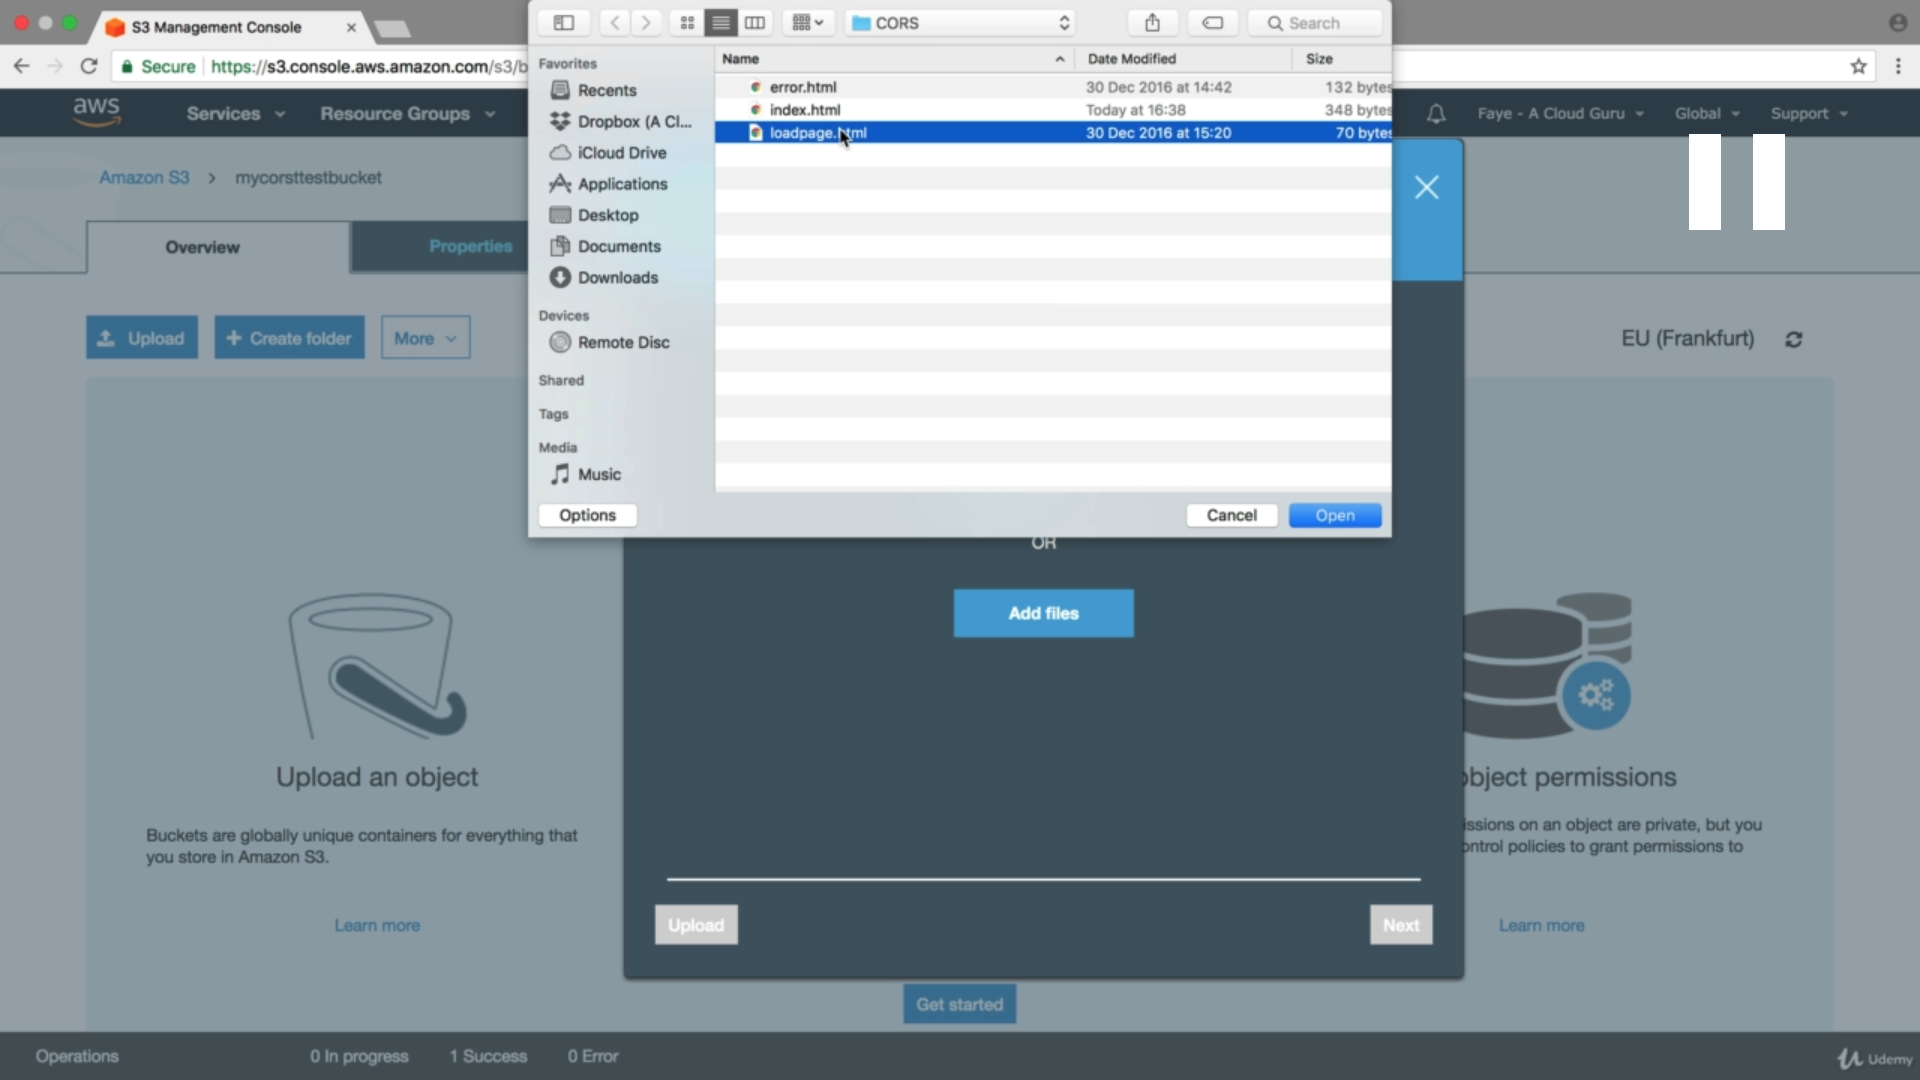 S3 Management Console
CORS
Search
Secure
https://s3.console.aws.amazon.com/s3/b
Favorites
Name
Date Modified
Size
Recents
error.html
30 Dec 2016 at 14:42
132 bytes
Dropbox (A Cl...
index.html
Today at 16:38
348 bytes
iCloud Drive
loadpage.html
30 Dec 2016 at 15:20
70 bytes
Applications
Desktop
Documents
Downloads
Devices
Remote Disc
Shared
Tags
Media
Music
Options
Cancel
Open
aws
Services
Resource Groups
Faye - A Cloud Guru
Global
Support
Amazon S3 > mycorsttestbucket
Overview
Properties
Upload
Create folder
More
EU (Frankfurt)
OR
Add files
Upload an object
Buckets are globally unique containers for everything that
you store in Amazon S3.
Learn more
object permissions
issions on an object are private, but you
ontrol policies to grant permissions to
Learn more
Upload
Next
Get started
Operations
0 In progress
1 Success
0 Error
Udemy